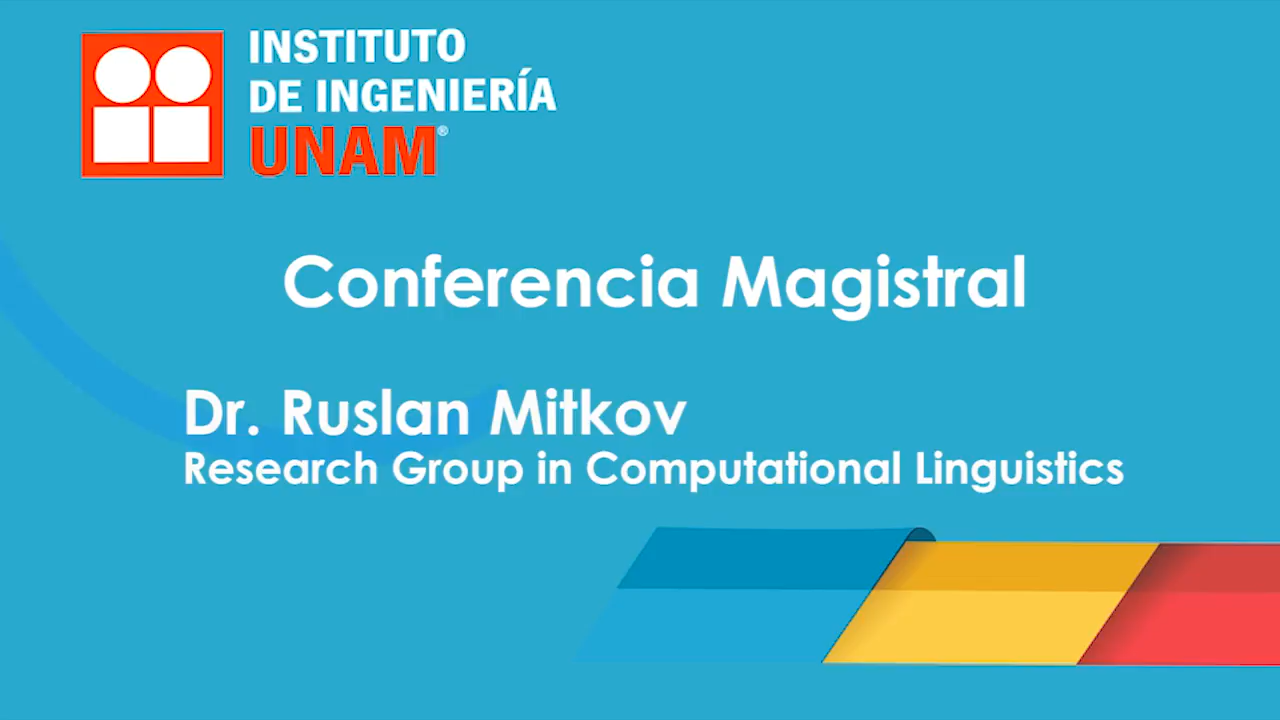 INSTITUTO
DE INGENIERÍA
UNAM®
Conferencia Magistral
Dr. Ruslan Mitkov
Research Group in Computational Linguistics